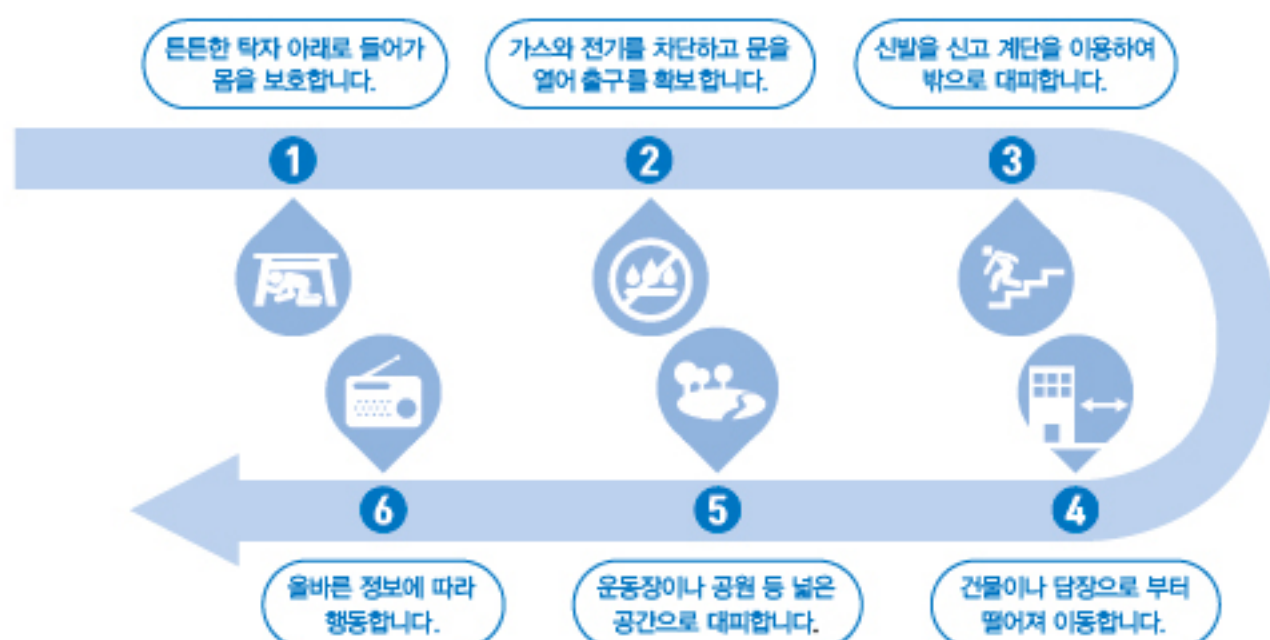 튼튼한 탁자 아래로 들어가
몸을 보호합니다.
가스와 전기를 차단하고 문을
열어 출구를 확보합니다.
신발을 신고 계단을 이용하여
밖으로 대피합니다.
1
2
3
4
5
6
건물이나 담장으로 부터
떨어져 이동합니다.
운동장이나 공원 등 넓은
공간으로 대피합니다.
올바른 정보에 따라
행동합니다.